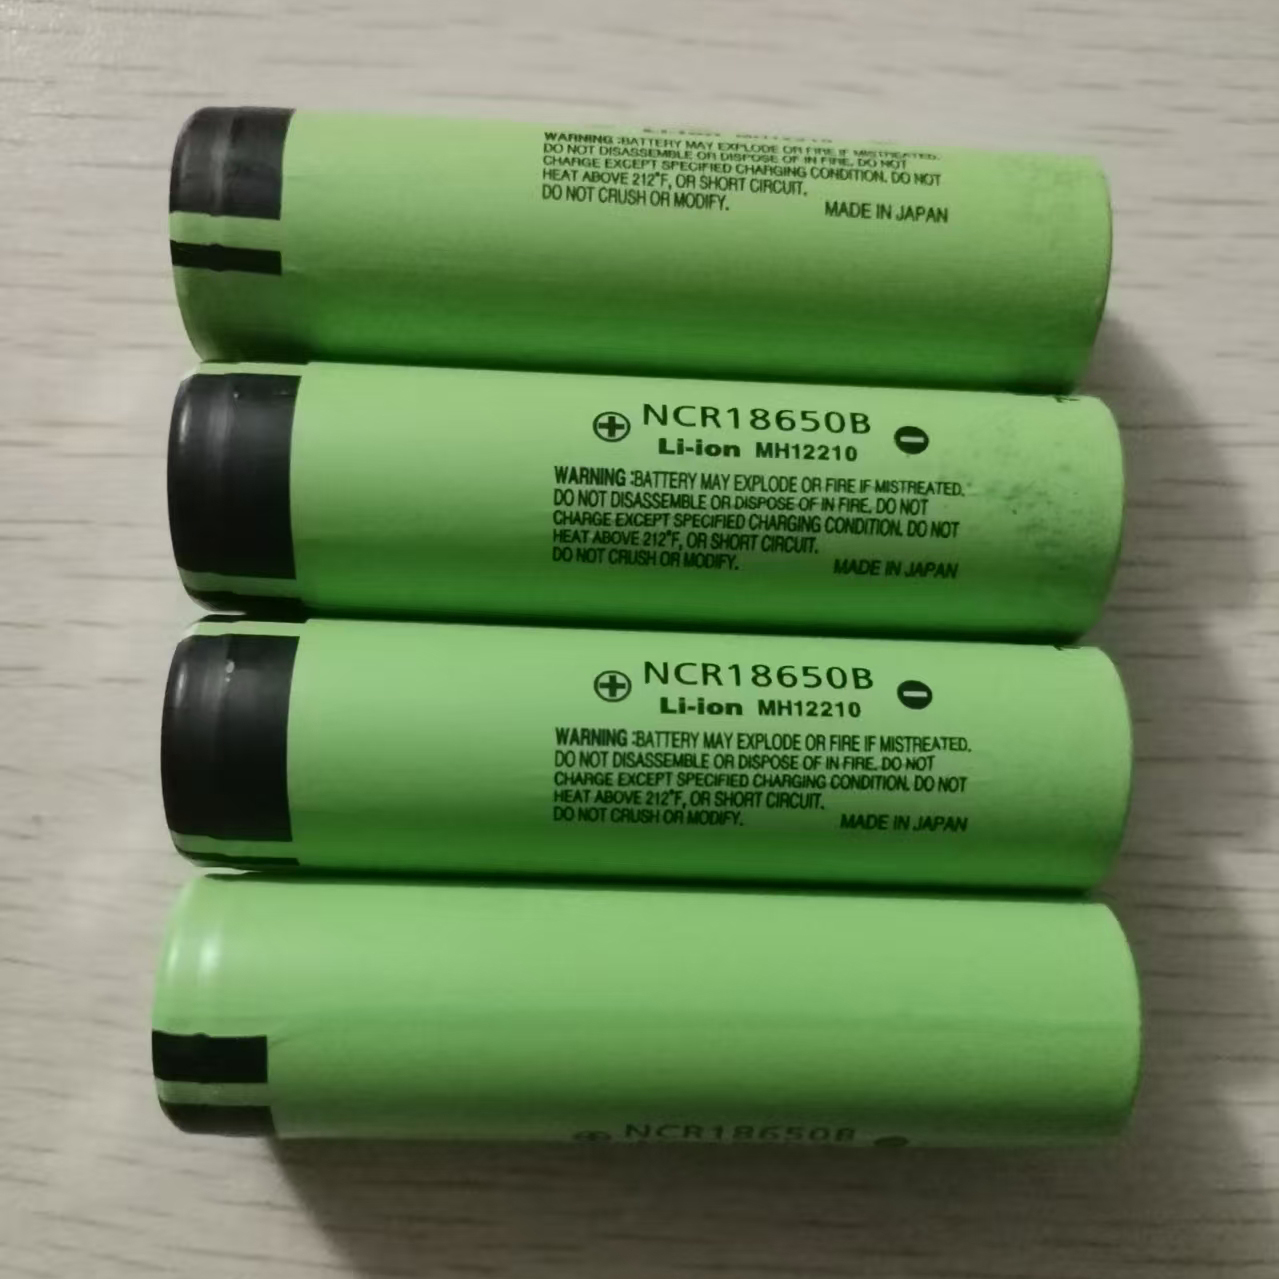 Li-ion MH12210
WARNING :BATTERY MAY EXPLODE OR FIRE IF MISTREATED.
DO NOT DISASSEMBLE OR DISPOSE OF IN FIRE. DO NOT
CHARGE EXCEPT SPECIFIED CHARGING CONDITION. DO NOT
HEAT ABOVE 212°F, OR SHORT CIRCUIT.
DO NOT CRUSH OR MODIFY. MADE IN JAPAN
NCR18650B
Li-ion MH12210
WARNING :BATTERY MAY EXPLODE OR FIRE IF MISTREATED.
DO NOT DISASSEMBLE OR DISPOSE OF IN FIRE. DO NOT
CHARGE EXCEPT SPECIFIED CHARGING CONDITION. DO NOT
HEAT ABOVE 212°F, OR SHORT CIRCUIT.
DO NOT CRUSH OR MODIFY. MADE IN JAPAN
NCR18650B
Li-ion MH12210
WARNING :BATTERY MAY EXPLODE OR FIRE IF MISTREATED.
DO NOT DISASSEMBLE OR DISPOSE OF IN FIRE. DO NOT
CHARGE EXCEPT SPECIFIED CHARGING CONDITION. DO NOT
HEAT ABOVE 212°F, OR SHORT CIRCUIT.
DO NOT CRUSH OR MODIFY. MADE IN JAPAN
NCR18650B